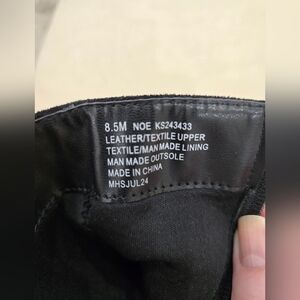 8.5M NOE KS243433
LEATHER/TEXTILE UPPER
TEXTILE/MAN MADE LINING
MAN MADE OUTSOLE
MADE IN CHINA
MHSJUL24